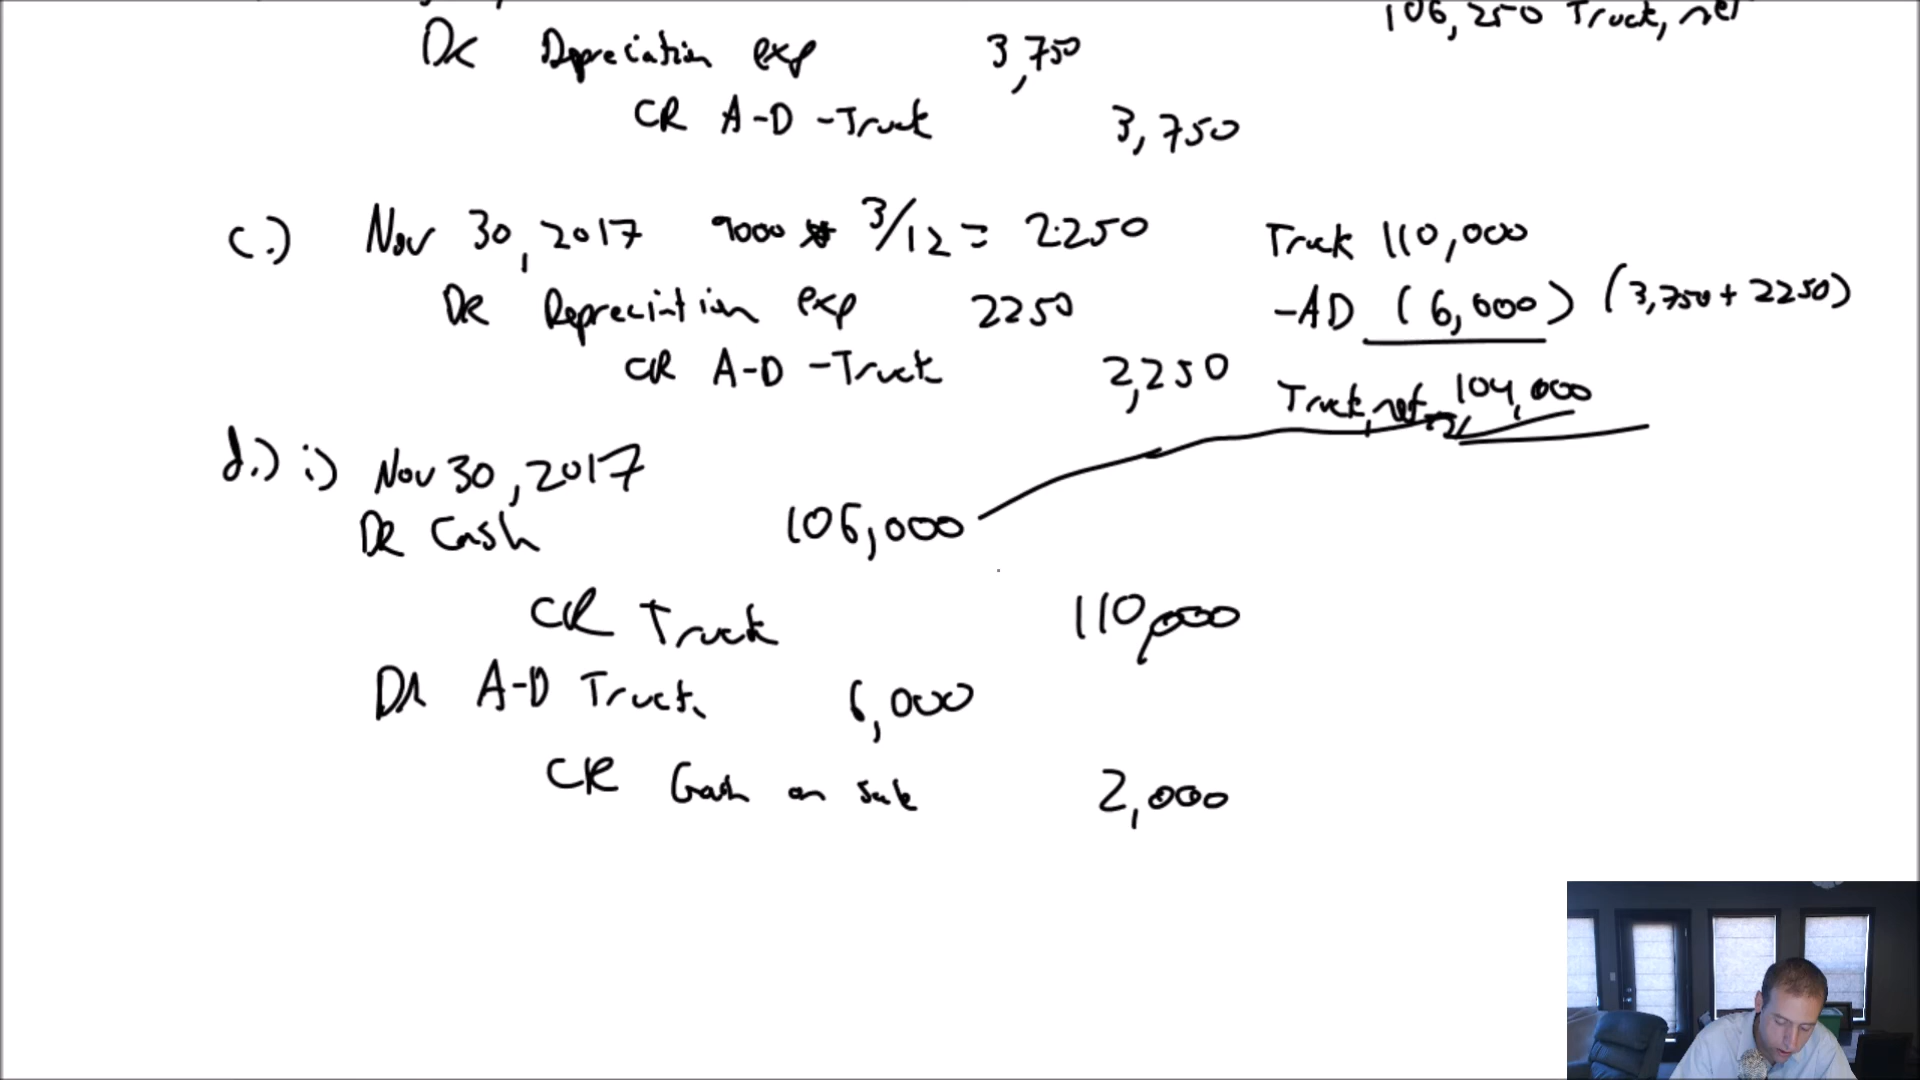 106,250 Truck, net
DR Depreciation exp 3,750
CR A-D -Truck 3,750
c.) Nov 30, 2017 9000 * 3/12 = 2250 Truck 110,000
DR Depreciation exp 2250 -AD (6,000) (3,750 + 2250)
CR A-D -Truck 2,250
Truck, net 104,000
d.) i) Nov 30, 2017
DR Cash 106,000
CR Truck 110,000
DR A-D Truck 6,000
CR Gain on sale 2,000